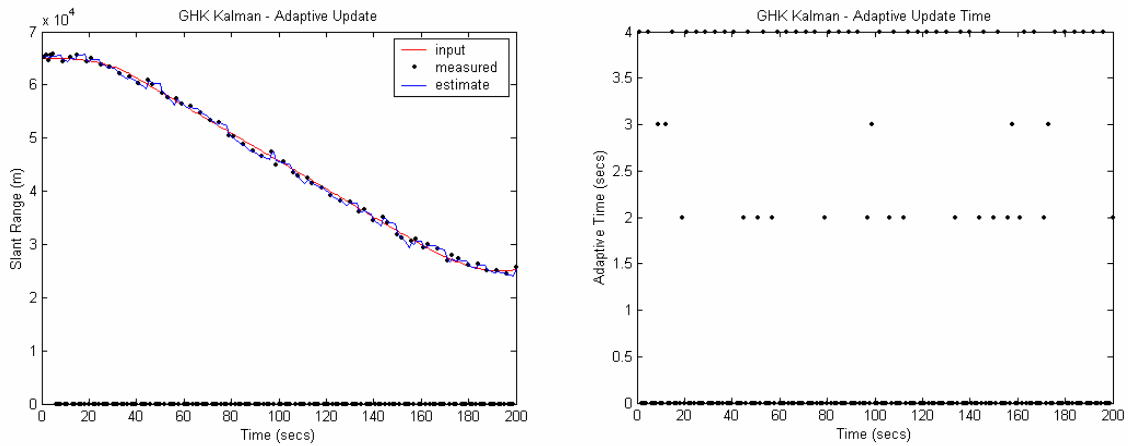 GHK Kalman - Adaptive Update
x 10^4
7
6
5
4
3
2
1
0
Slant Range (m)
input
measured
estimate
0 20 40 60 80 100 120 140 160 180 200
Time (secs)
GHK Kalman - Adaptive Update Time
4
3.5
3
2.5
2
1.5
1
0.5
0
Adaptive Time (secs)
0 20 40 60 80 100 120 140 160 180 200
Time (secs)